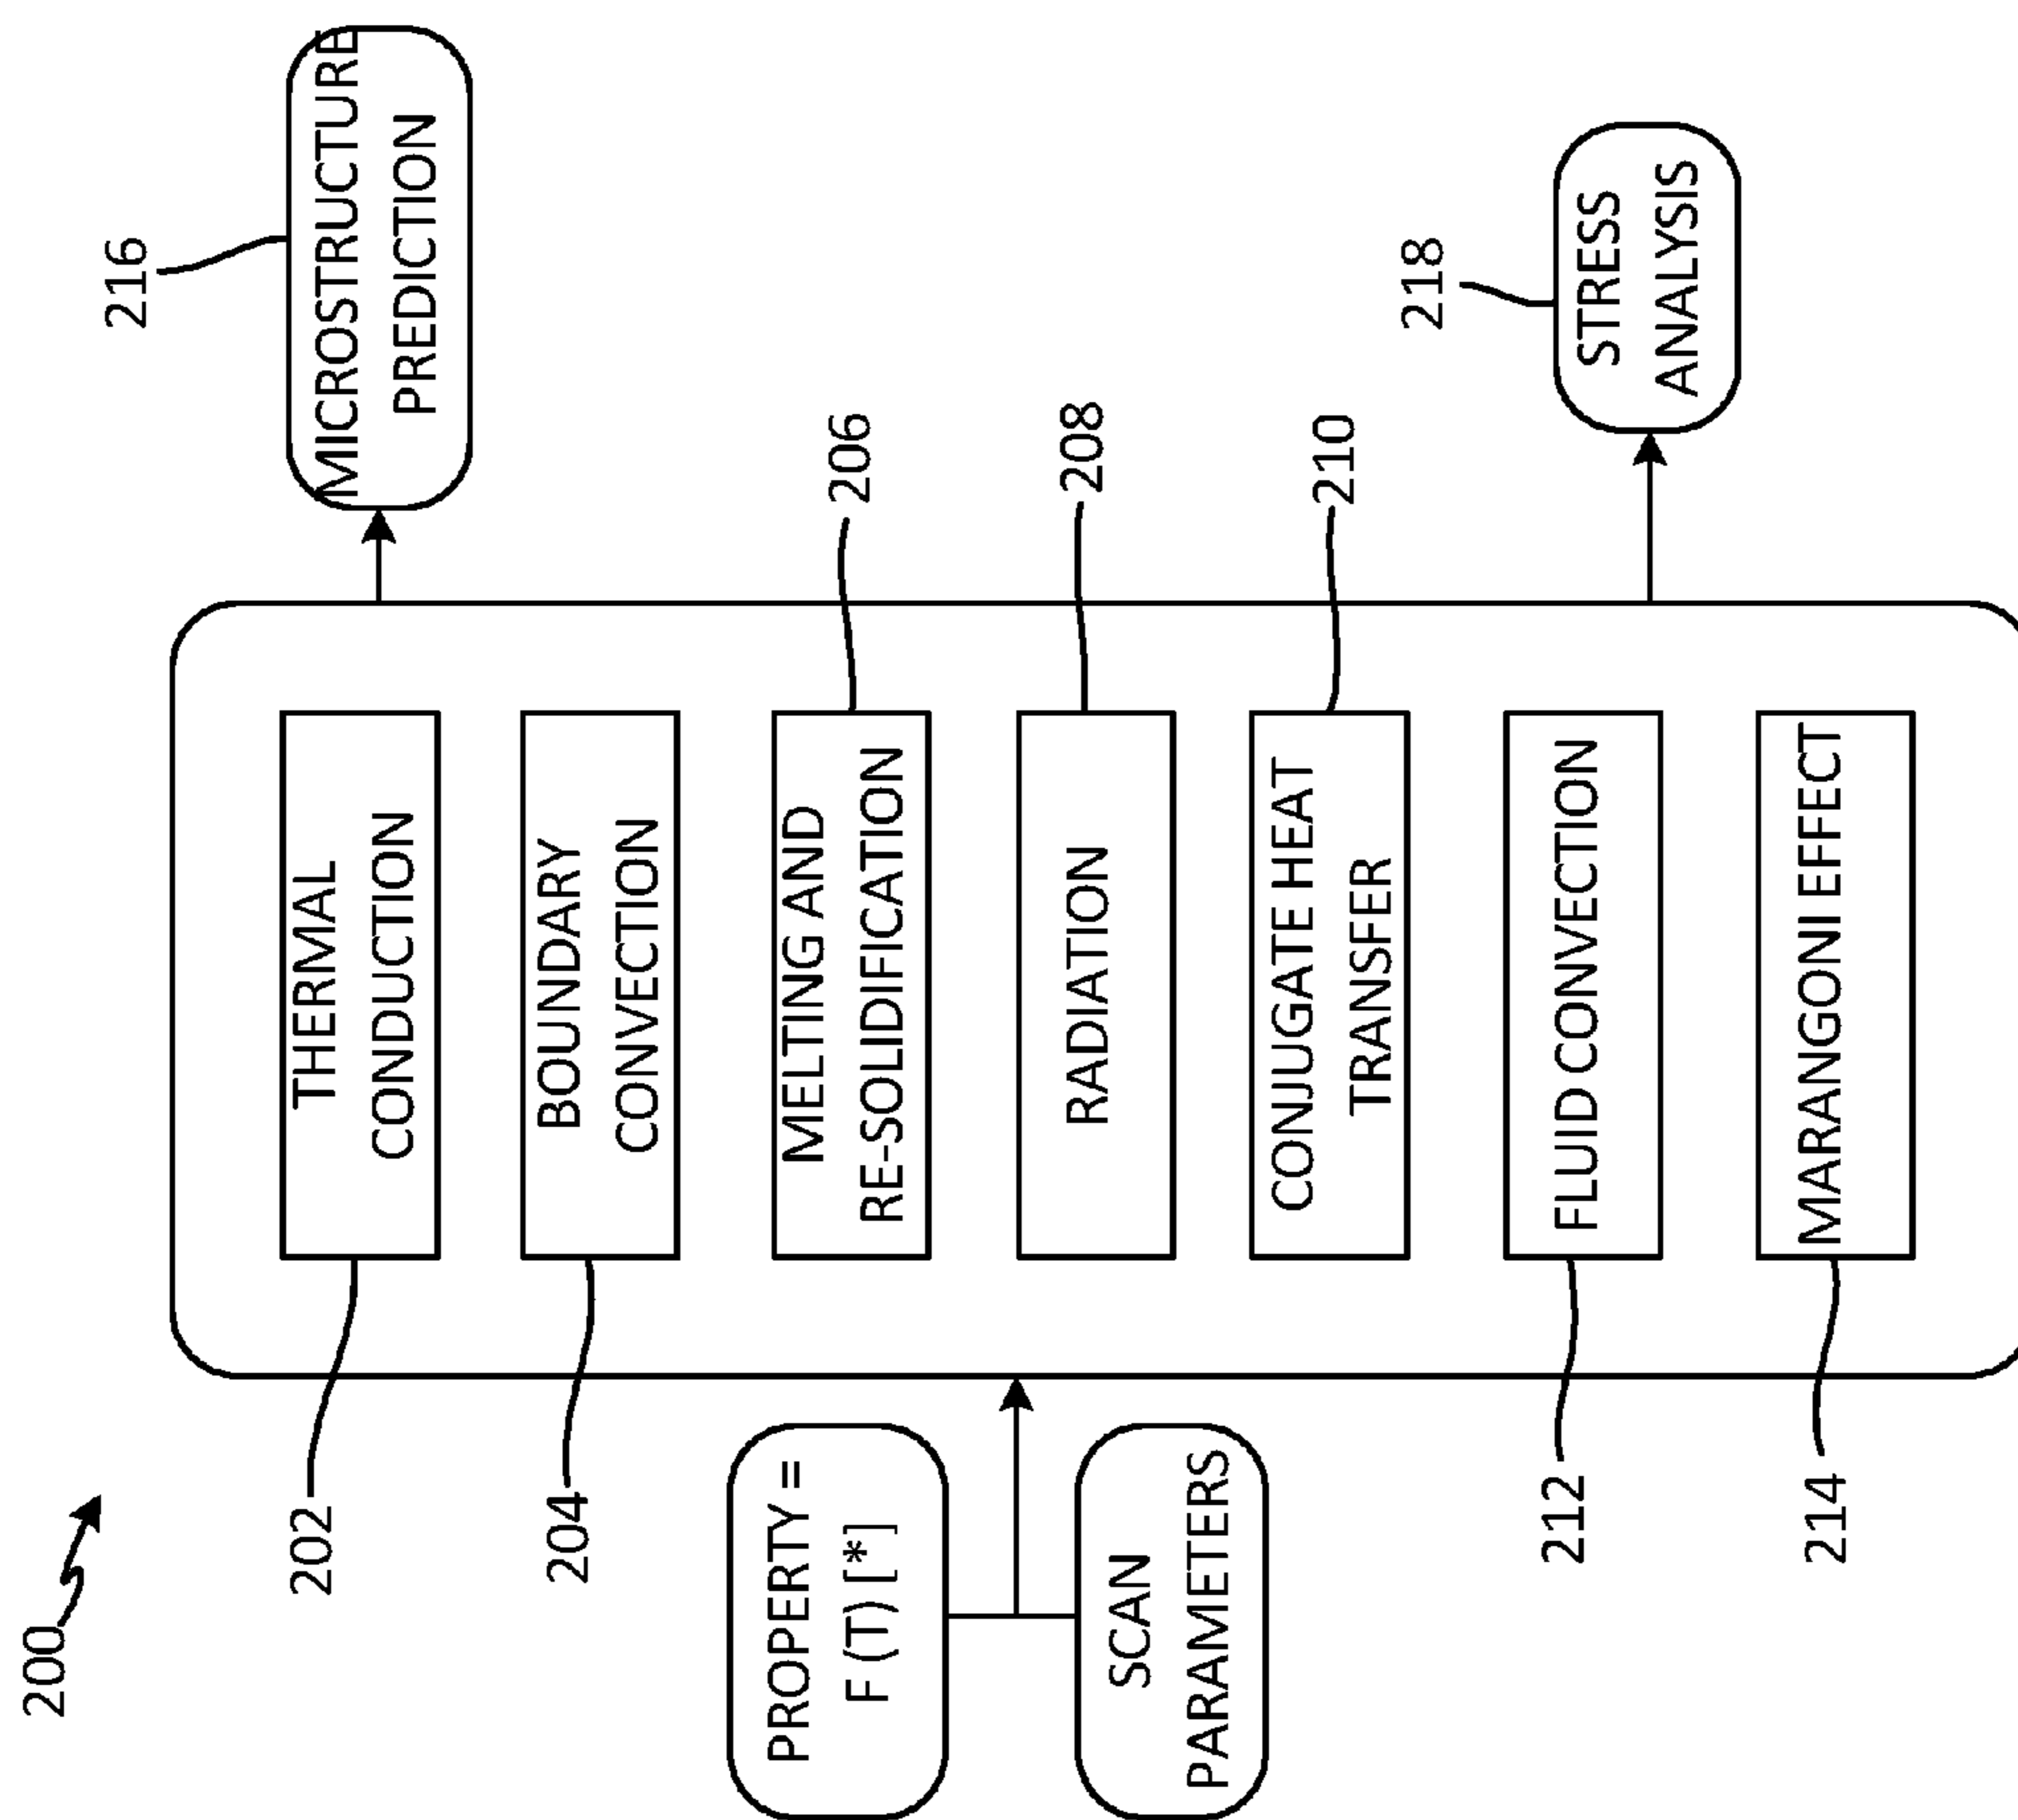 200
202
THERMAL
CONDUCTION
204
BOUNDARY
CONVECTION
MELTING AND
RE-SOLIDIFICATION
206
RADIATION
208
CONJUGATE HEAT
TRANSFER
210
212
FLUID CONVECTION
214
MARANGONI EFFECT
PROPERTY =
F (T) [*]
SCAN
PARAMETERS
216
MICROSTRUCTURE
PREDICTION
218
STRESS
ANALYSIS